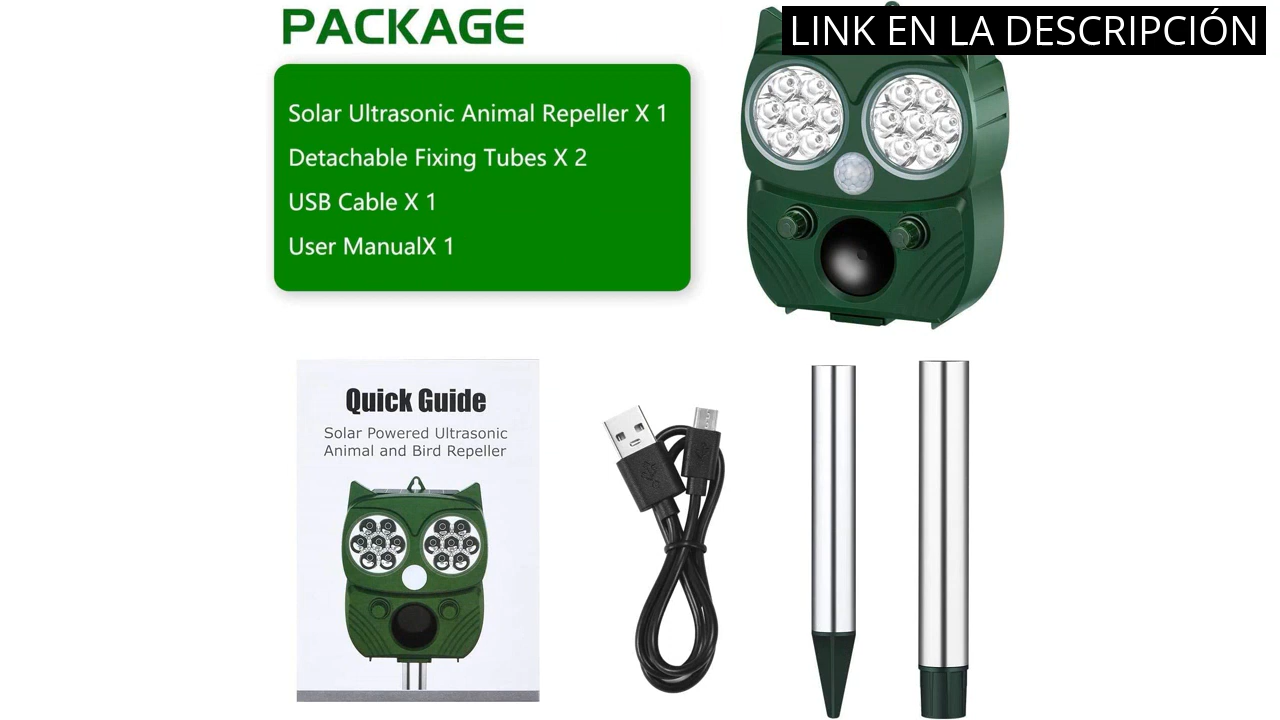 PACKAGE
LINK EN LA DESCRIPCIÓN
Solar Ultrasonic Animal Repeller X 1
Detachable Fixing Tubes X 2
USB Cable X 1
User ManualX 1
Quick Guide
Solar Powered Ultrasonic
Animal and Bird Repeller